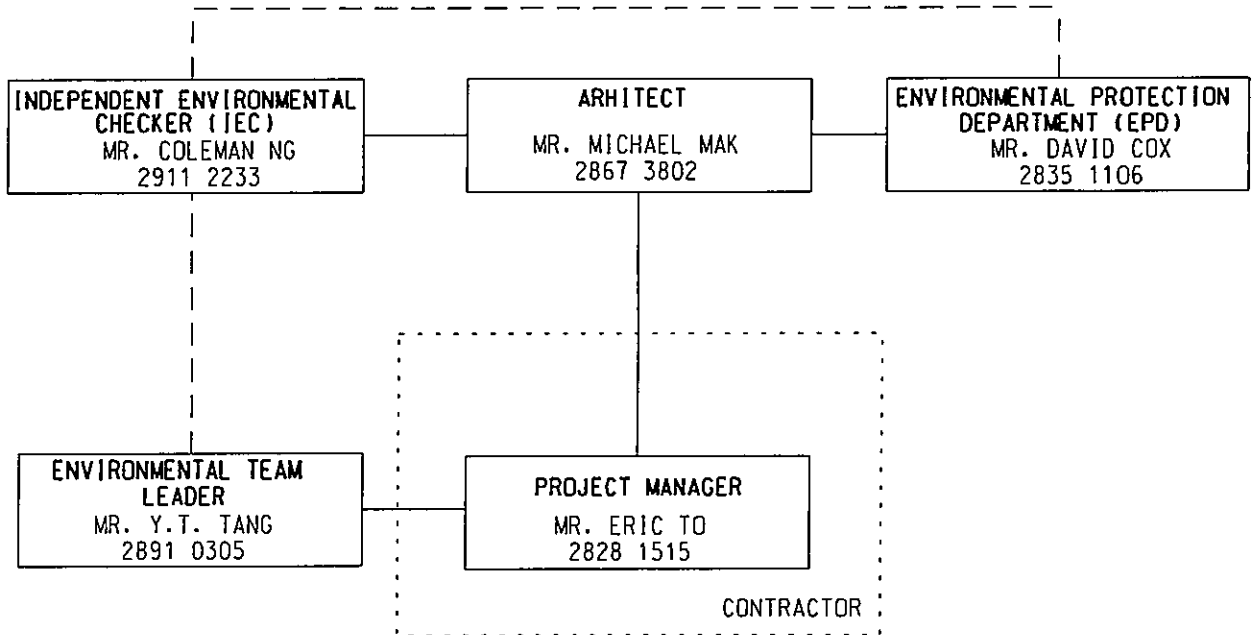 INDEPENDENT ENVIRONMENTAL
CHECKER (IEC)
MR. COLEMAN NG
2911 2233
ARHITECT
MR. MICHAEL MAK
2867 3802
ENVIRONMENTAL PROTECTION
DEPARTMENT (EPD)
MR. DAVID COX
2835 1106
ENVIRONMENTAL TEAM
LEADER
MR. Y.T. TANG
2891 0305
PROJECT MANAGER
MR. ERIC TO
2828 1515
CONTRACTOR